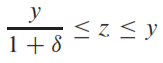 y/(1 + δ) ≤ z ≤ y